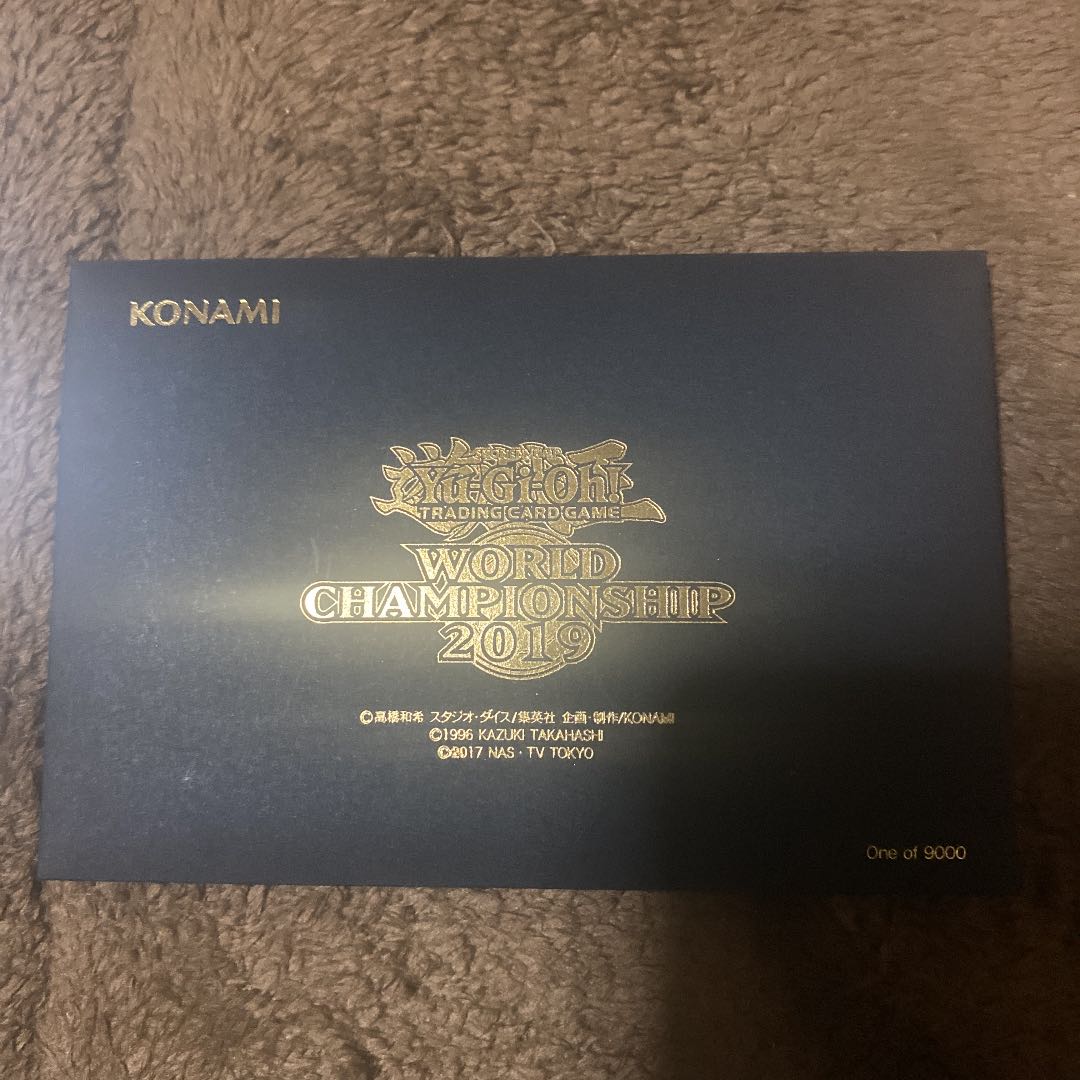 KONAMI
Yu-Gi-Oh!
TRADING CARD GAME
WORLD
CHAMPIONSHIP
2019
©高橋和希 スタジオ・ダイス/集英社 企画・制作/KONAMI
©1996 KAZUKI TAKAHASHI
©2017 NAS・TV TOKYO
One of 9000